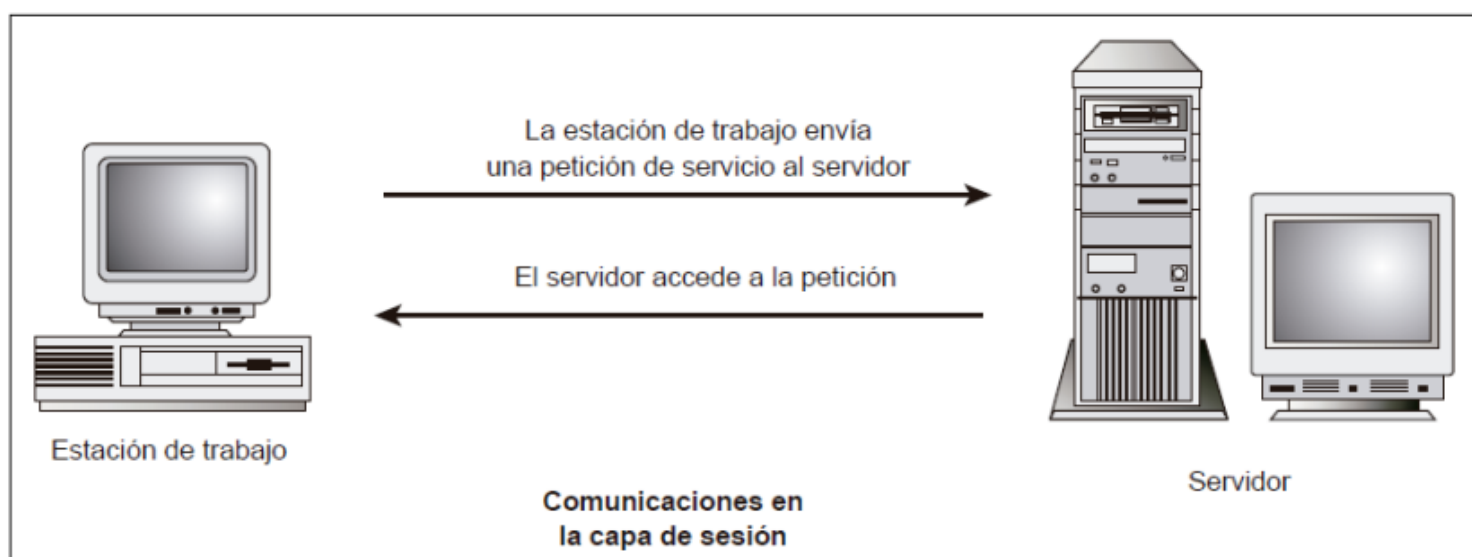 La estación de trabajo envía
una petición de servicio al servidor
El servidor accede a la petición
Estación de trabajo
Servidor
Comunicaciones en
la capa de sesión